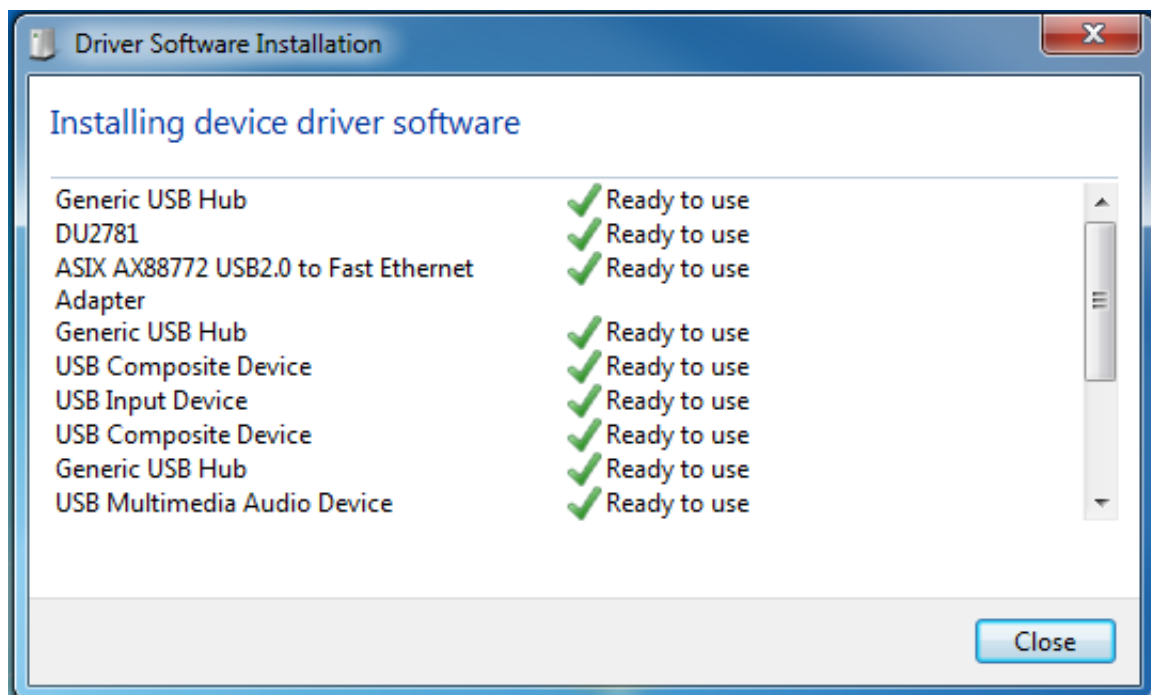 Driver Software Installation
Installing device driver software
Generic USB Hub Ready to use
DU2781 Ready to use
ASIX AX88772 USB2.0 to Fast Ethernet Ready to use
Adapter
Generic USB Hub Ready to use
USB Composite Device Ready to use
USB Input Device Ready to use
USB Composite Device Ready to use
Generic USB Hub Ready to use
USB Multimedia Audio Device Ready to use
Close